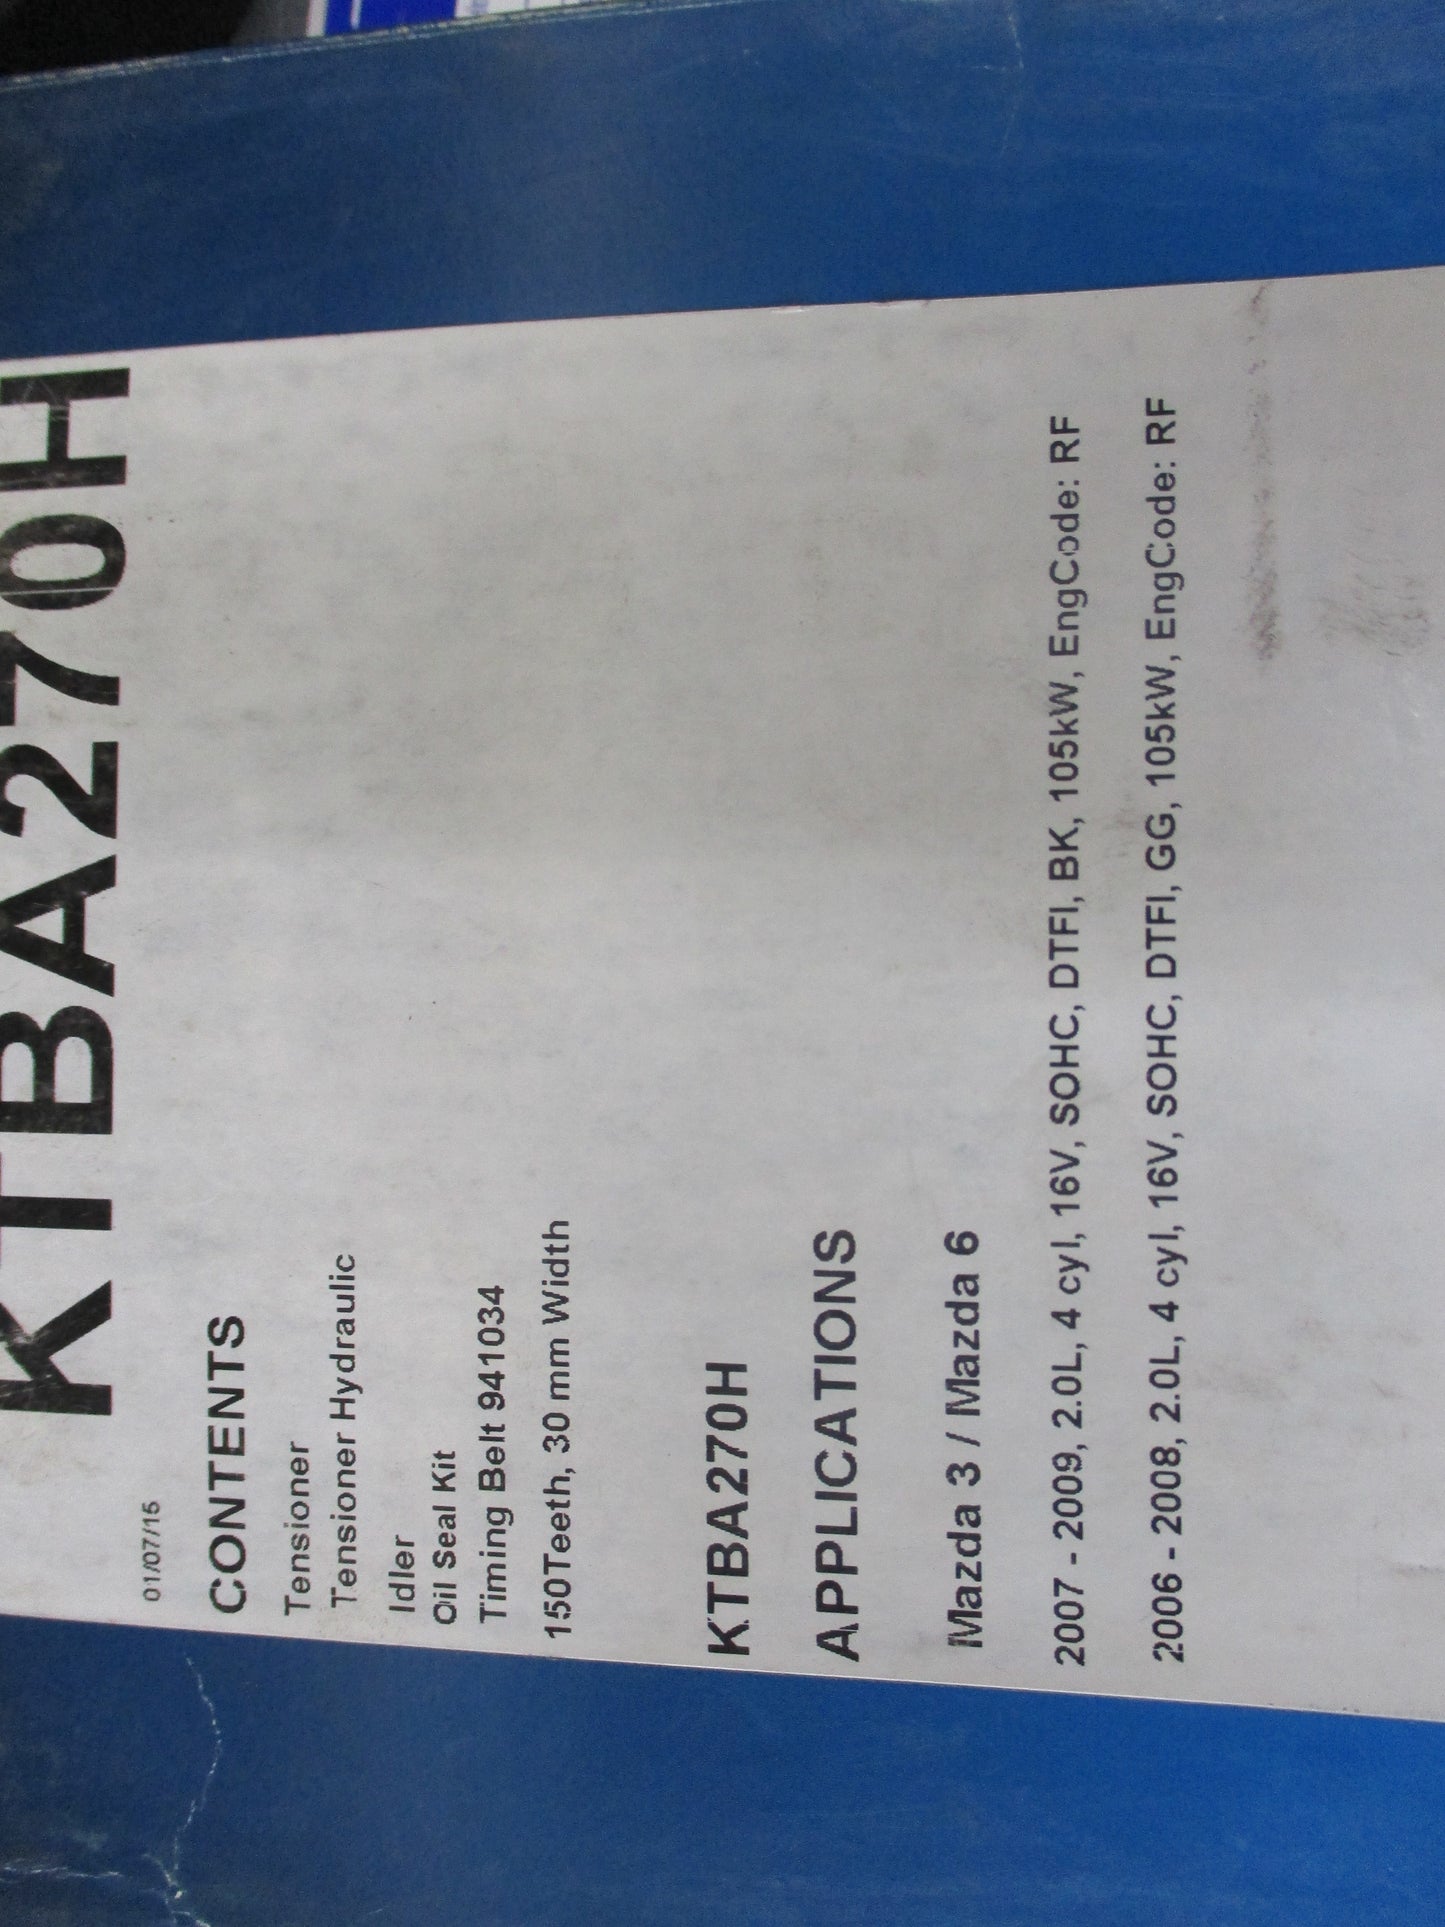 KTBA270H
01/07/15
CONTENTS
Tensioner
Tensioner Hydraulic
Idler
Oil Seal Kit
Timing Belt 941034
150Teeth, 30 mm Width
KTBA270H
APPLICATIONS
Mazda 3 / Mazda 6
2007 - 2009, 2.0L, 4 cyl, 16V, SOHC, DTFI, BK, 105kW, EngCode: RF
2006 - 2008, 2.0L, 4 cyl, 16V, SOHC, DTFI, GG, 105kW, EngCode: RF